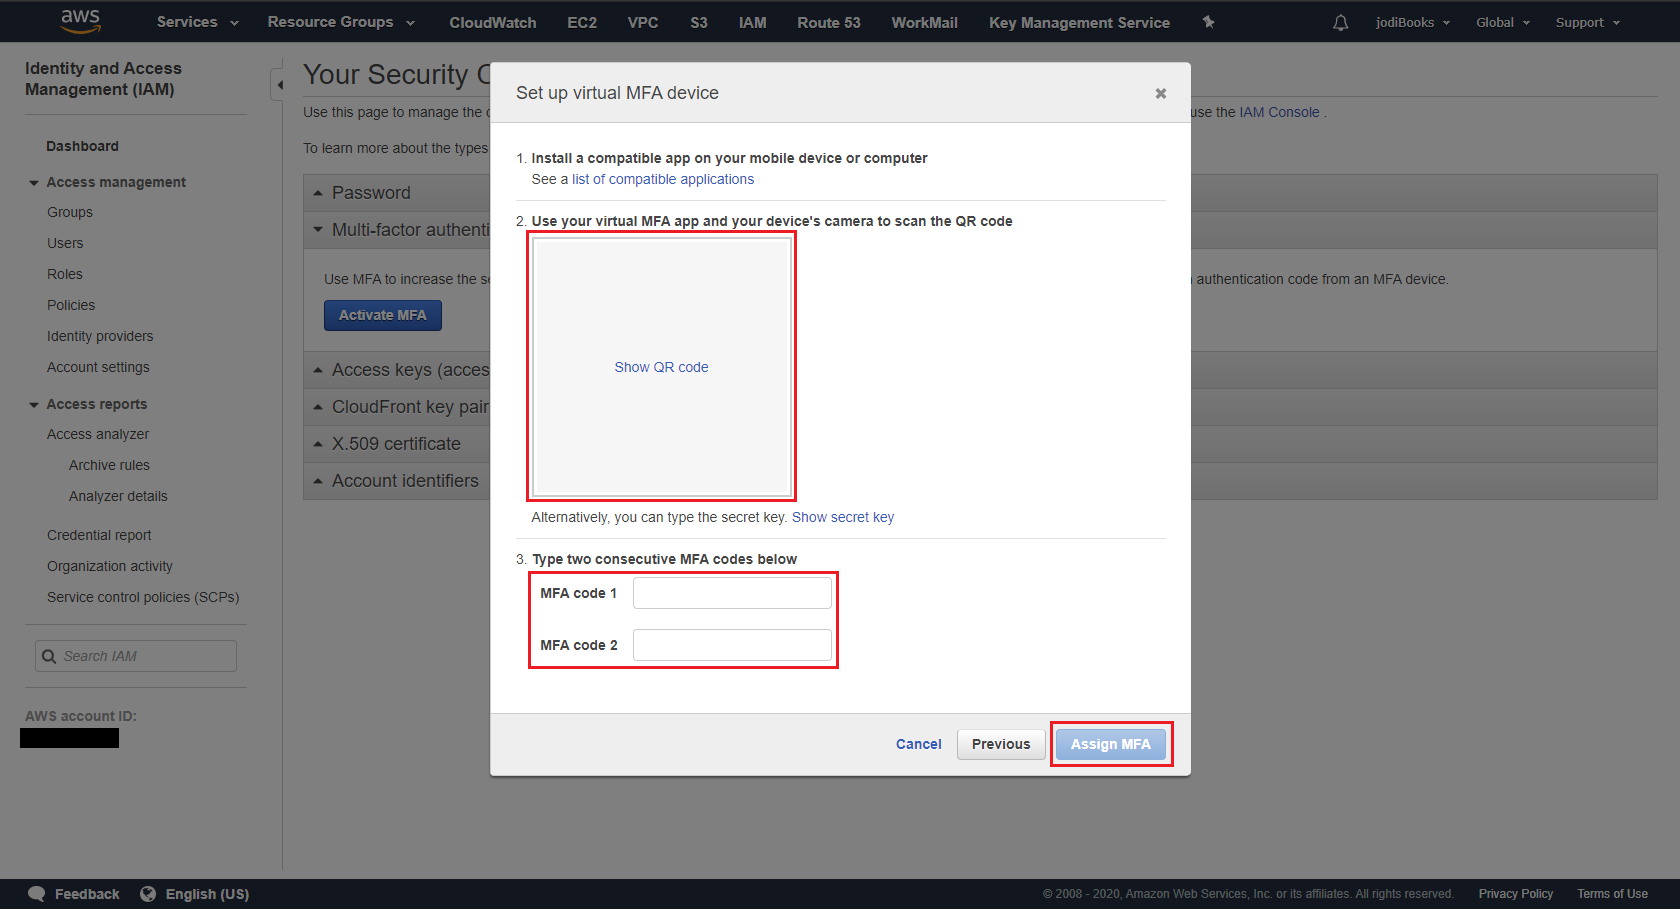 aws
Services
Resource Groups
CloudWatch
EC2
VPC
S3
IAM
Route 53
WorkMail
Key Management Service
jodiBooks
Global
Support
Identity and Access
Management (IAM)
Dashboard
Access management
Groups
Users
Roles
Policies
Identity providers
Account settings
Access reports
Access analyzer
Archive rules
Analyzer details
Credential report
Organization activity
Service control policies (SCPs)
Search IAM
AWS account ID:
Your Security C
Use this page to manage the c
use the IAM Console .
To learn more about the types
Password
Multi-factor authenti
Use MFA to increase the se
authentication code from an MFA device.
Activate MFA
Access keys (acces
CloudFront key pair
X.509 certificate
Account identifiers
Set up virtual MFA device
1. Install a compatible app on your mobile device or computer
See a list of compatible applications
2. Use your virtual MFA app and your device's camera to scan the QR code
Show QR code
Alternatively, you can type the secret key. Show secret key
3. Type two consecutive MFA codes below
MFA code 1
MFA code 2
Cancel
Previous
Assign MFA
Feedback
English (US)
© 2008 - 2020, Amazon Web Services, Inc. or its affiliates. All rights reserved.
Privacy Policy
Terms of Use